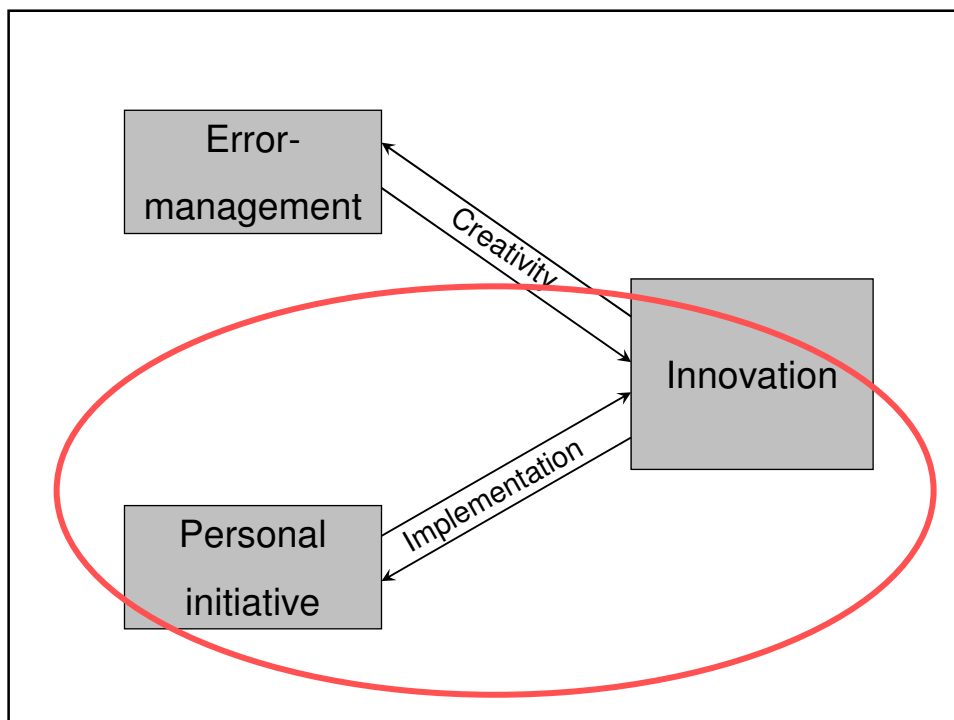 Error-
management
Creativity
Innovation
Implementation
Personal
initiative